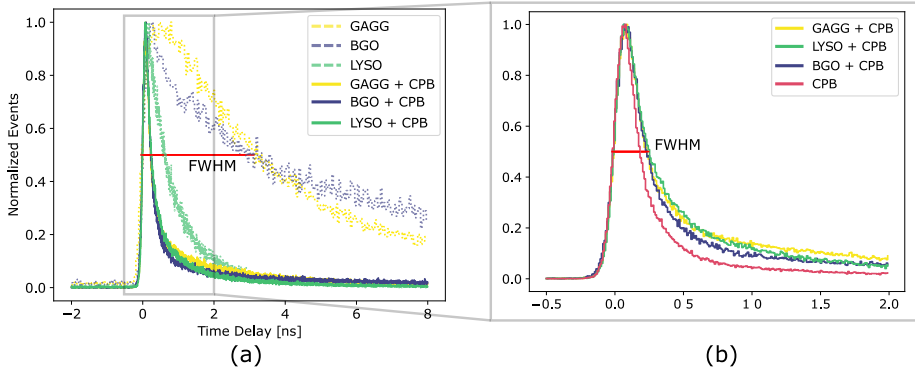 1.0
0.8
0.6
0.4
0.2
0.0
Normalized Events
GAGG
BGO
LYSO
GAGG + CPB
BGO + CPB
LYSO + CPB
FWHM
−2
0
2
4
6
8
Time Delay [ns]
(a)
1.0
0.8
0.6
0.4
0.2
0.0
GAGG + CPB
LYSO + CPB
BGO + CPB
CPB
FWHM
−0.5
0.0
0.5
1.0
1.5
2.0
(b)